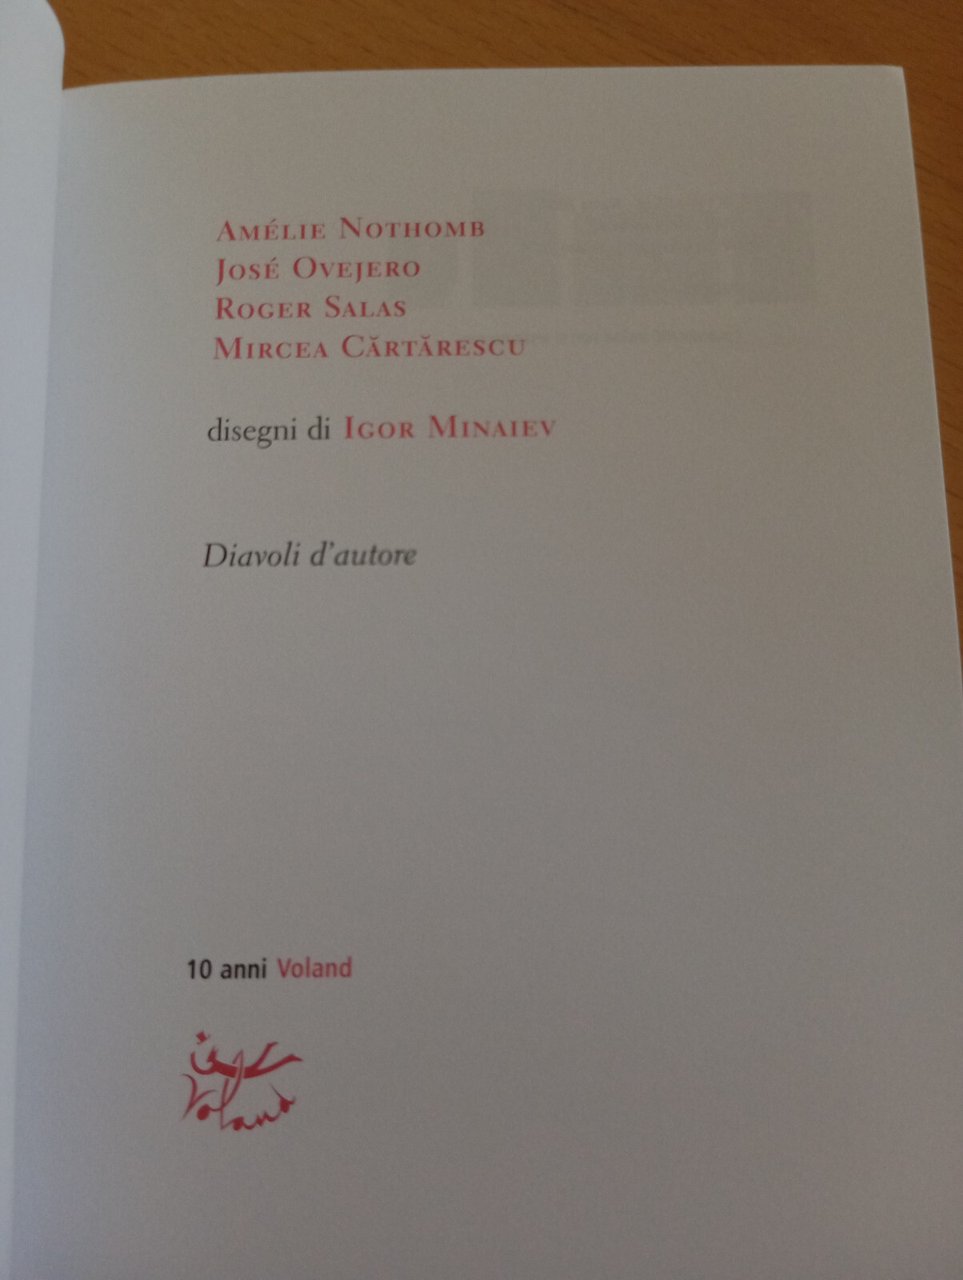 Amélie Nothomb
José Ovejero
Roger Salas
Mircea Cărtărescu
disegni di Igor Minaiev
Diavoli d'autore
10 anni Voland
Voland